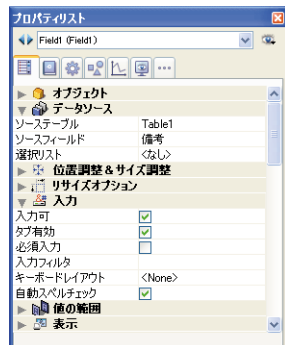 プロパティリスト
Field1 (Field1)
オブジェクト
データソース
ソーステーブル Table1
ソースフィールド 備考
選択リスト <なし>
位置調整&サイズ調整
リサイズオプション
入力
入力可
タブ有効
必須入力
入力フィルタ
キーボードレイアウト <None>
自動スペルチェック
値の範囲
表示